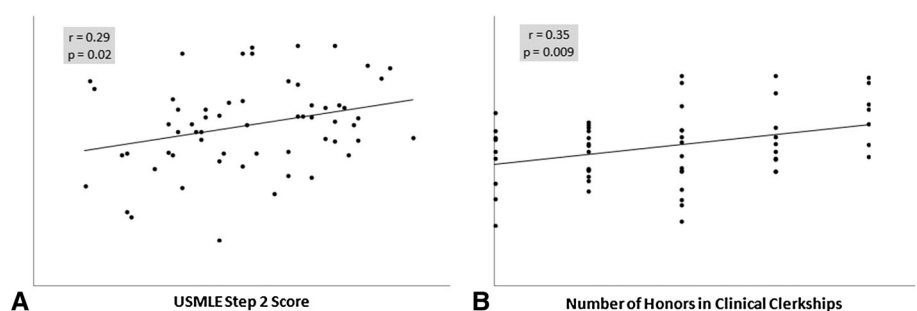 r = 0.29
p = 0.02
A
USMLE Step 2 Score
r = 0.35
p = 0.009
B
Number of Honors in Clinical Clerkships